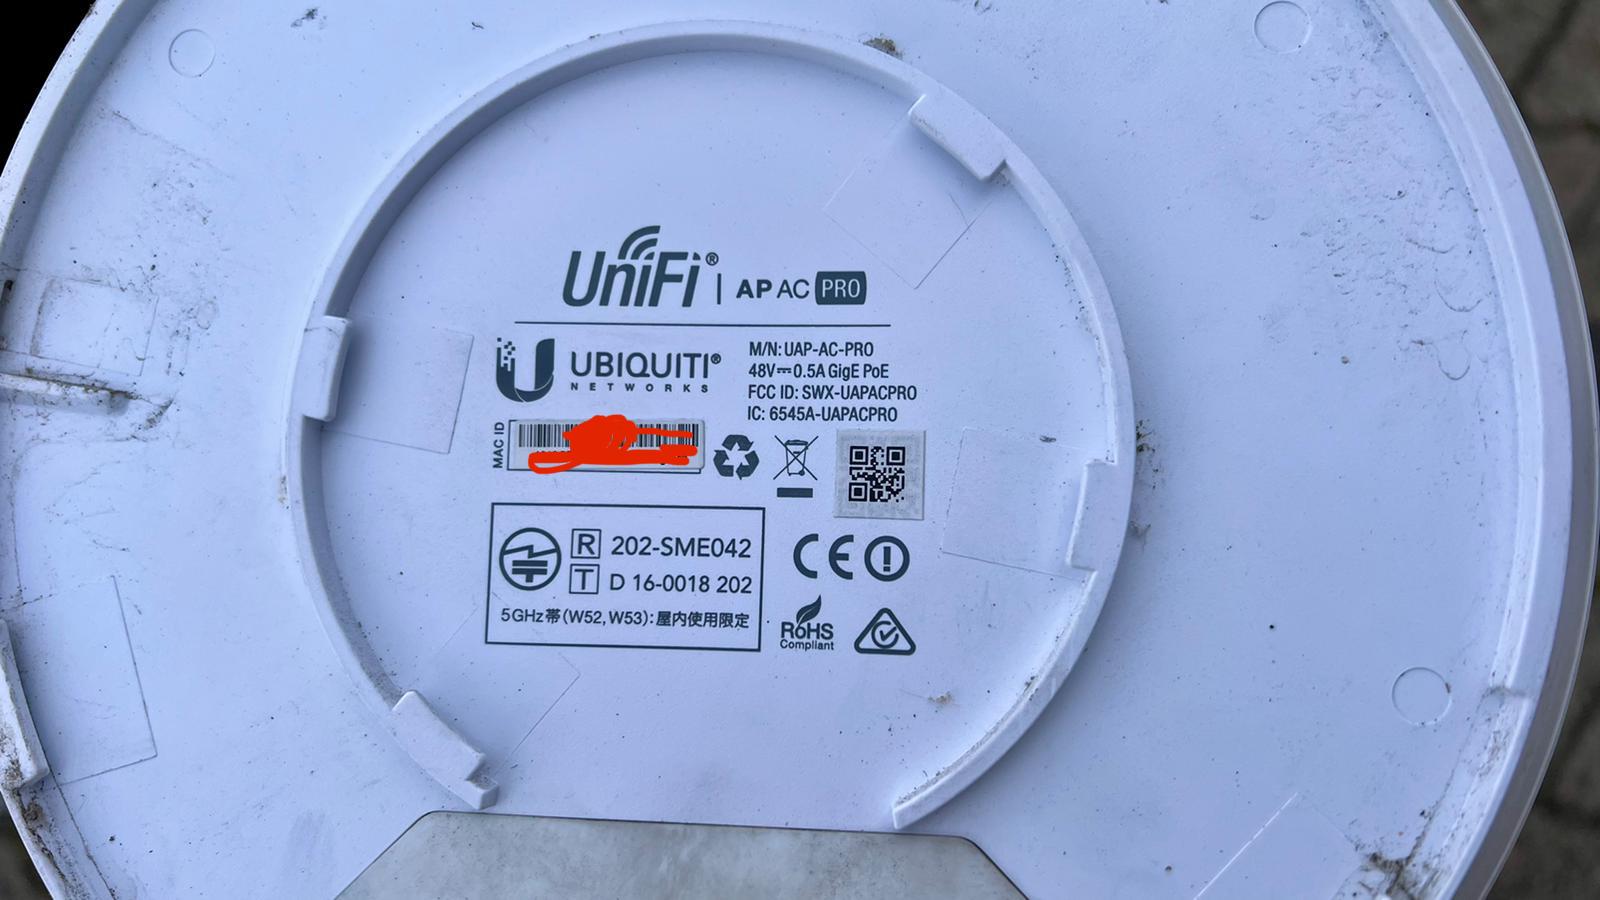 UniFi® | AP AC PRO
UBIQUITI®
NETWORKS
M/N: UAP-AC-PRO
48V⎓0.5A GigE PoE
FCC ID: SWX-UAPACPRO
IC: 6545A-UAPACPRO
MAC ID
R 202-SME042
T D 16-0018 202
5GHz帯(W52, W53):屋内使用限定
CE
RoHS
Compliant